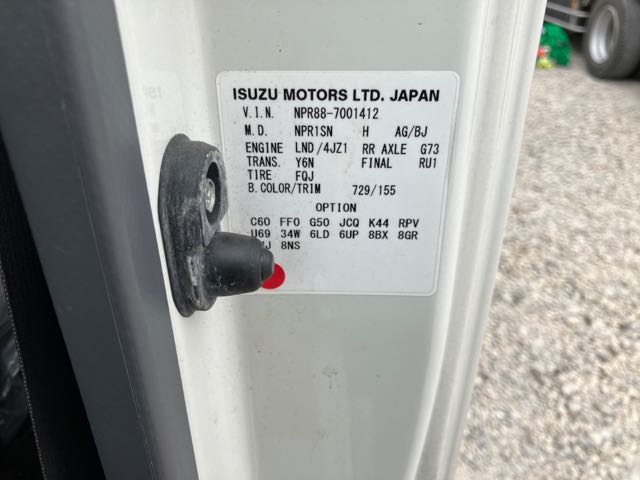 ISUZU MOTORS LTD. JAPAN
V.I.N. NPR88-7001412
M.D. NPR1SN H AG/BJ
ENGINE LND/4JZ1 RR AXLE G73
TRANS. Y6N FINAL RU1
TIRE FQJ
B.COLOR/TRIM 729/155
OPTION
C60 FF0 G50 JCQ K44 RPV
U69 34W 6LD 6UP 8BX 8GR
8NS